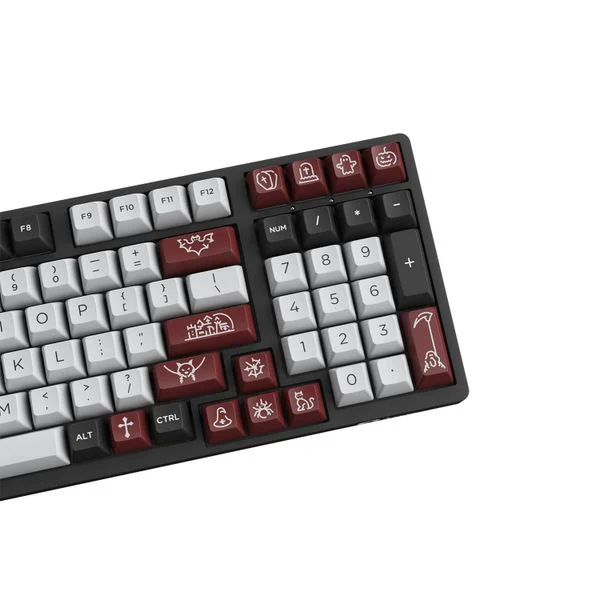 F8 F9 F10 F11 F12
NUM / * -
9 ) 0 _ - + =
7 8 9 +
O P { [ } ] | \
4 5 6
K L : ; " '
1 2 3
M < , > . ? /
0 .
ALT CTRL